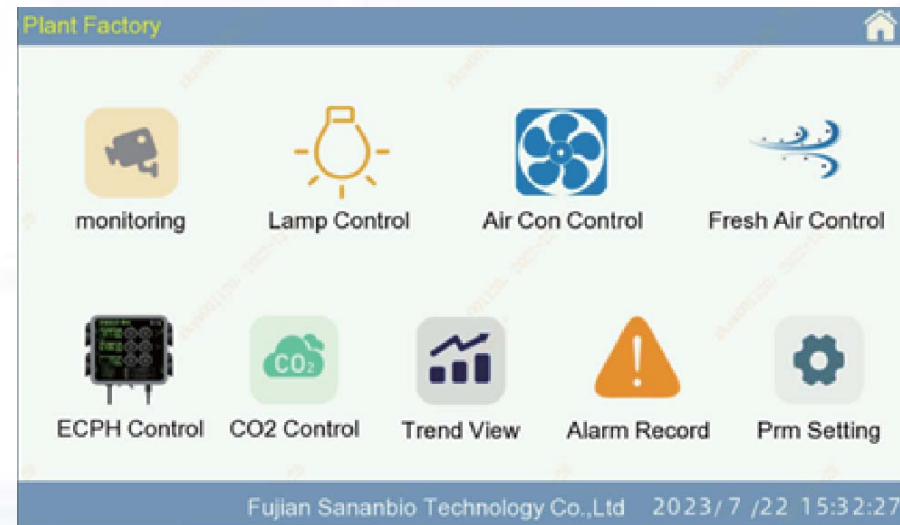 Plant Factory
monitoring Lamp Control Air Con Control Fresh Air Control
CO2
ECPH Control CO2 Control Trend View Alarm Record Prm Setting
Fujian Sananbio Technology Co.,Ltd 2023/7 /22 15:32:27